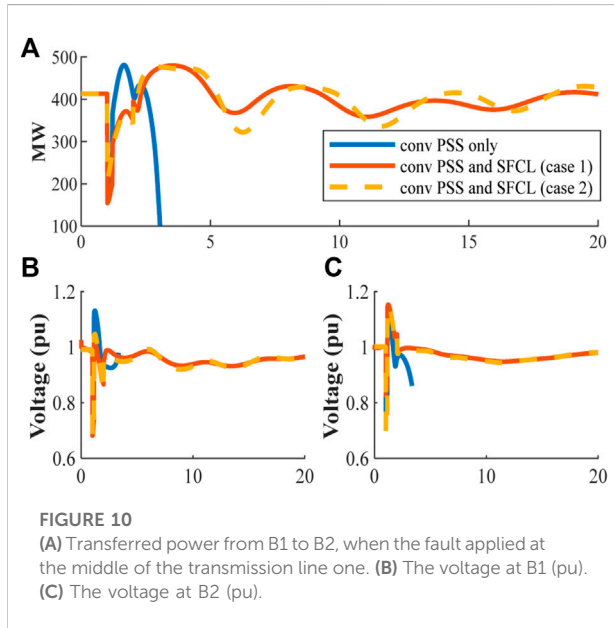 A
500
400
300
200
100
MW
conv PSS only
conv PSS and SFCL (case 1)
conv PSS and SFCL (case 2)
0 5 10 15 20
B
C
1.2
1
0.8
0.6
Voltage (pu)
0 10 20
1.2
1
0.8
0.6
Voltage (pu)
0 10 20
FIGURE 10
(A) Transferred power from B1 to B2, when the fault applied at
the middle of the transmission line one. (B) The voltage at B1 (pu).
(C) The voltage at B2 (pu).